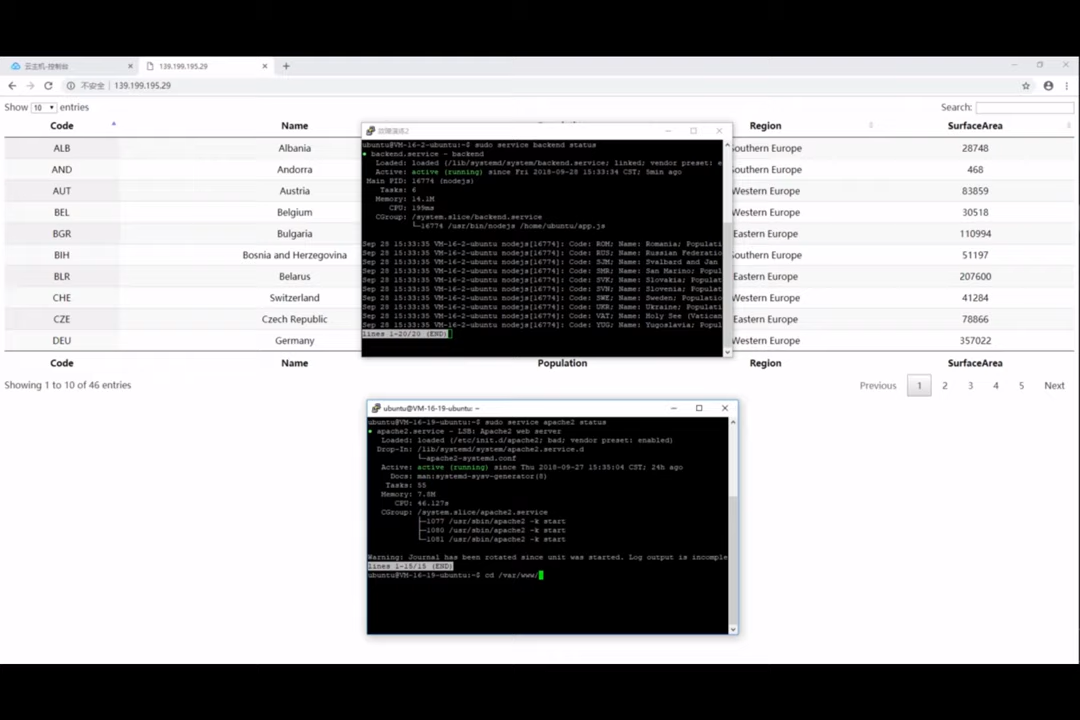 云主机-控制台
139.199.195.29
不安全 139.199.195.29
Show 10 entries
Search:
Code Name Region SurfaceArea
ALB Albania Southern Europe 28748
AND Andorra Southern Europe 468
AUT Austria Western Europe 83859
BEL Belgium Western Europe 30518
BGR Bulgaria Eastern Europe 110994
BIH Bosnia and Herzegovina Southern Europe 51197
BLR Belarus Eastern Europe 207600
CHE Switzerland Western Europe 41284
CZE Czech Republic Eastern Europe 78866
DEU Germany Western Europe 357022
Code Name Population Region SurfaceArea
Showing 1 to 10 of 46 entries
Previous 1 2 3 4 5 Next
ubuntu@VM-16-2-ubuntu:~$ sudo service backend status
● backend.service - backend
Loaded: loaded (/lib/systemd/system/backend.service; linked; vendor preset: e
Active: active (running) since Fri 2018-09-28 15:33:34 CST; 5min ago
Main PID: 16774 (nodejs)
Tasks: 6
Memory: 14.1M
CPU: 199ms
CGroup: /system.slice/backend.service
└─16774 /usr/bin/nodejs /home/ubuntu/app.js
Sep 28 15:33:35 VM-16-2-ubuntu nodejs[16774]: Code: ROM; Name: Romania; Populati
Sep 28 15:33:35 VM-16-2-ubuntu nodejs[16774]: Code: RUS; Name: Russian Federatio
Sep 28 15:33:35 VM-16-2-ubuntu nodejs[16774]: Code: SJM; Name: Svalbard and Jan
Sep 28 15:33:35 VM-16-2-ubuntu nodejs[16774]: Code: SMR; Name: San Marino; Popul
Sep 28 15:33:35 VM-16-2-ubuntu nodejs[16774]: Code: SVK; Name: Slovakia; Populat
Sep 28 15:33:35 VM-16-2-ubuntu nodejs[16774]: Code: SVN; Name: Slovenia; Populat
Sep 28 15:33:35 VM-16-2-ubuntu nodejs[16774]: Code: SWE; Name: Sweden; Populatio
Sep 28 15:33:35 VM-16-2-ubuntu nodejs[16774]: Code: UKR; Name: Ukraine; Populati
Sep 28 15:33:35 VM-16-2-ubuntu nodejs[16774]: Code: VAT; Name: Holy See (Vatican
Sep 28 15:33:35 VM-16-2-ubuntu nodejs[16774]: Code: YUG; Name: Yugoslavia; Popul
lines 1-20/20 (END)
ubuntu@VM-16-19-ubuntu: ~
ubuntu@VM-16-19-ubuntu:~$ sudo service apache2 status
● apache2.service - LSB: Apache2 web server
Loaded: loaded (/etc/init.d/apache2; bad; vendor preset: enabled)
Drop-In: /lib/systemd/system/apache2.service.d
└─apache2-systemd.conf
Active: active (running) since Thu 2018-09-27 15:35:04 CST; 24h ago
Docs: man:systemd-sysv-generator(8)
Tasks: 55
Memory: 7.8M
CPU: 46.127s
CGroup: /system.slice/apache2.service
├─1077 /usr/sbin/apache2 -k start
├─1080 /usr/sbin/apache2 -k start
└─1081 /usr/sbin/apache2 -k start
Warning: Journal has been rotated since unit was started. Log output is incomple
lines 1-15/15 (END)
ubuntu@VM-16-19-ubuntu:~$ cd /var/www/